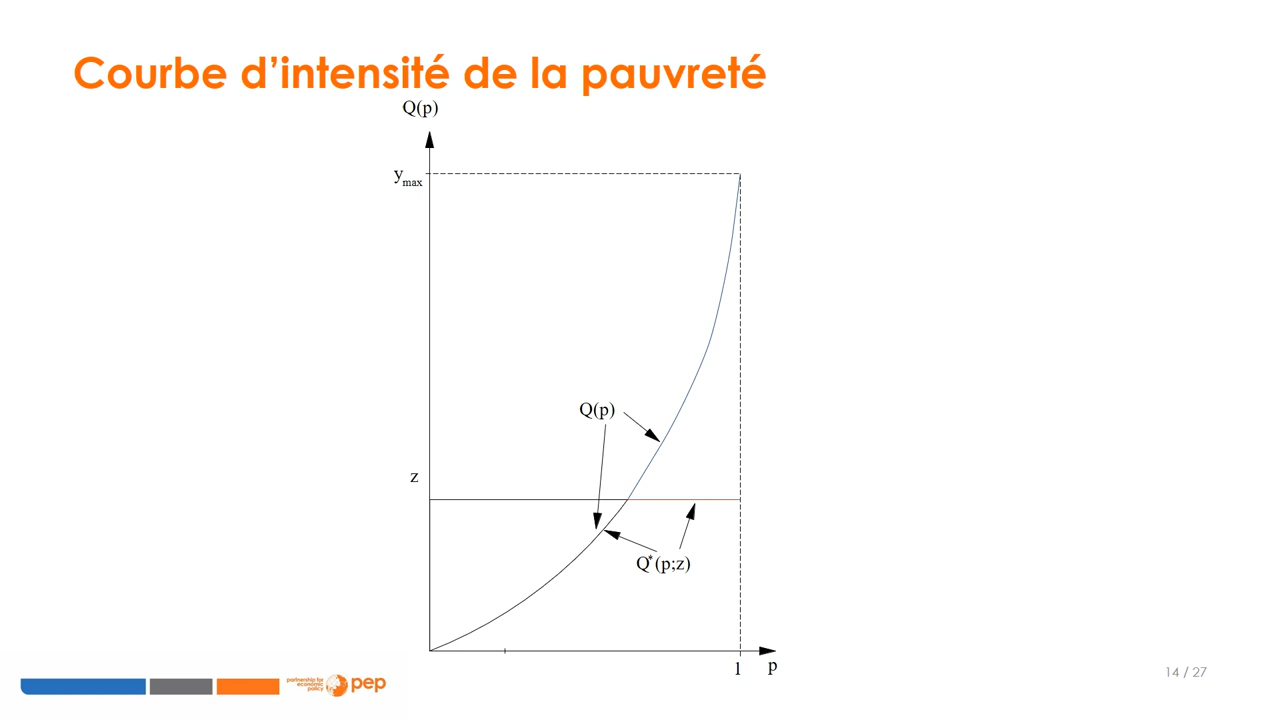 Courbe d’intensité de la pauvreté
Q(p)
y_max
Q(p)
z
Q*(p;z)
1
p
partnership for
economic
policy
pep
14 / 27